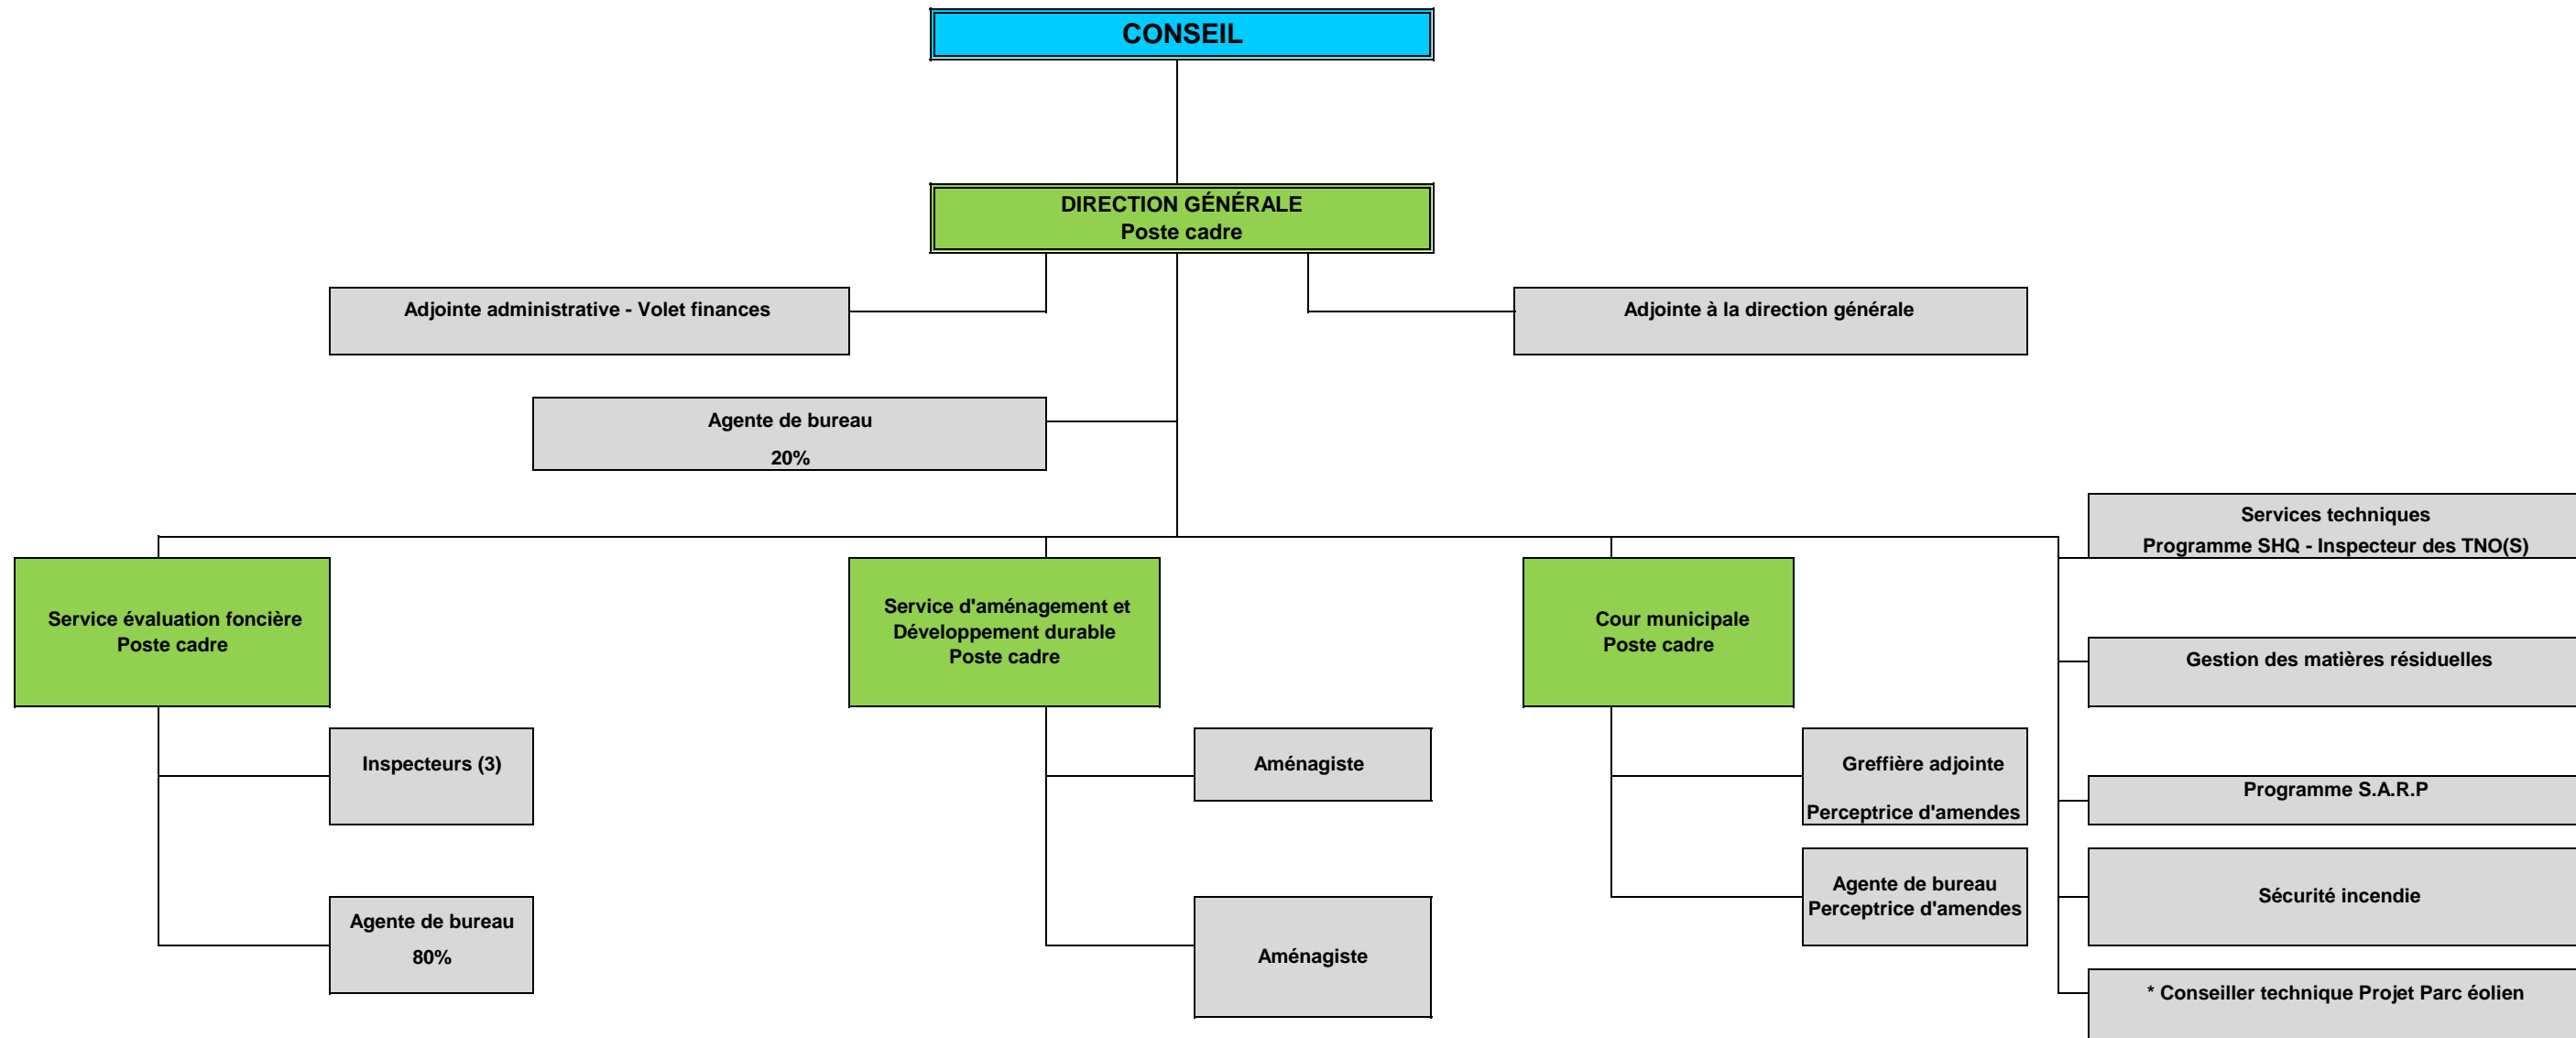 CONSEIL
DIRECTION GÉNÉRALE
Poste cadre
Adjointe administrative - Volet finances
Adjointe à la direction générale
Agente de bureau
20%
Services techniques
Programme SHQ - Inspecteur des TNO(S)
Service évaluation foncière
Poste cadre
Service d'aménagement et
Développement durable
Poste cadre
Cour municipale
Poste cadre
Gestion des matières résiduelles
Inspecteurs (3)
Aménagiste
Greffière adjointe
Perceptrice d'amendes
Programme S.A.R.P
Agente de bureau
80%
Aménagiste
Agente de bureau
Perceptrice d'amendes
Sécurité incendie
* Conseiller technique Projet Parc éolien